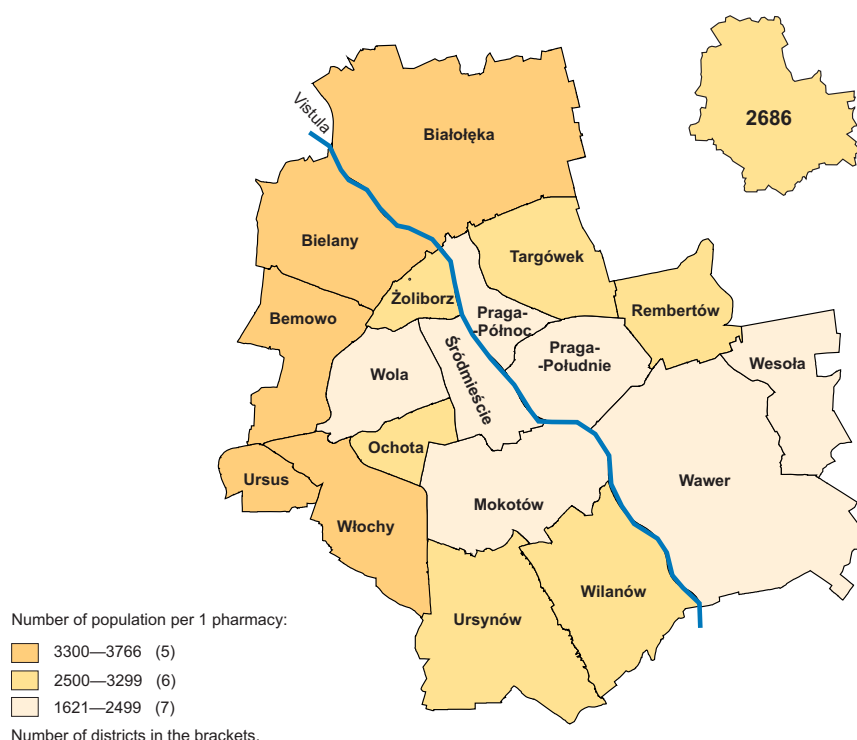 Vistula
Białołęka
2686
Bielany
Targówek
Żoliborz
Rembertów
Bemowo
Praga-
-Północ
Praga-
-Południe
Wesoła
Wola
Śródmieście
Ochota
Ursus
Wawer
Mokotów
Włochy
Wilanów
Ursynów
Number of population per 1 pharmacy:
3300—3766 (5)
2500—3299 (6)
1621—2499 (7)
Number of districts in the brackets.